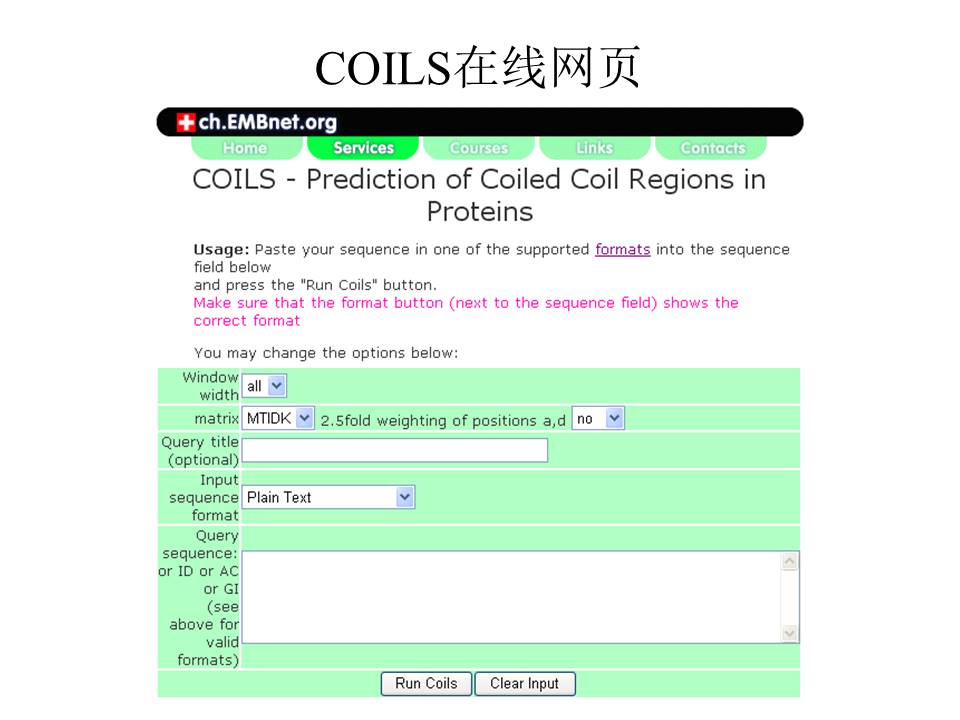 COILS在线网页
ch.EMBnet.org
Home Services Courses Links Contacts
COILS - Prediction of Coiled Coil Regions in
Proteins
Usage: Paste your sequence in one of the supported formats into the sequence
field below
and press the "Run Coils" button.
Make sure that the format button (next to the sequence field) shows the
correct format
You may change the options below:
Window
width all
matrix MTIDK 2.5fold weighting of positions a,d no
Query title
(optional)
Input
sequence
format
Plain Text
Query
sequence:
or ID or AC
or GI
(see
above for
valid
formats)
Run Coils Clear Input